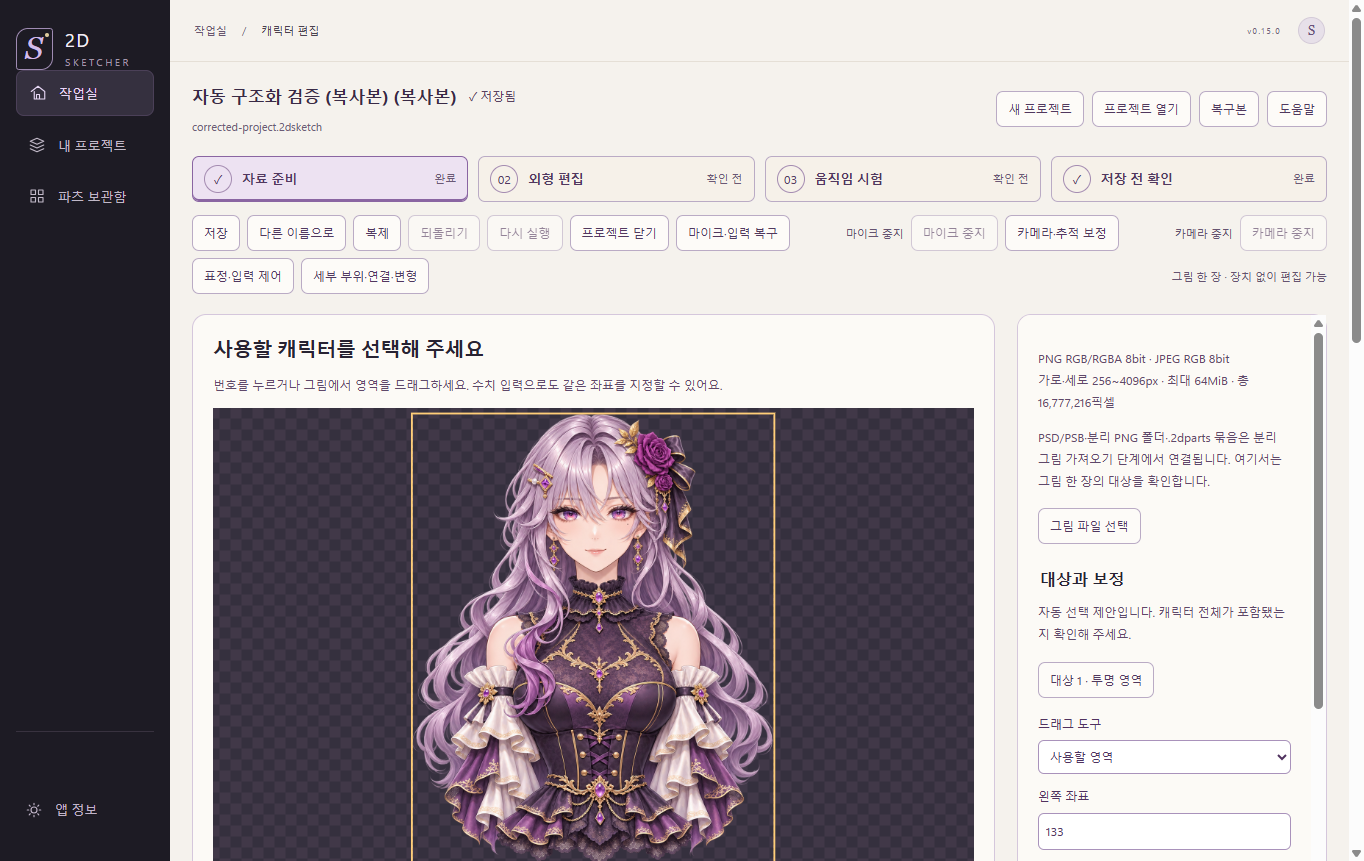 S
2D
SKETCHER
작업실
내 프로젝트
파츠 보관함
앱 정보
작업실 / 캐릭터 편집
v0.15.0
S
자동 구조화 검증 (복사본) (복사본) ✓ 저장됨
corrected-project.2dsketch
새 프로젝트 프로젝트 열기 복구본 도움말
✓ 자료 준비 완료
02 외형 편집 확인 전
03 움직임 시험 확인 전
✓ 저장 전 확인 완료
저장 다른 이름으로 복제 되돌리기 다시 실행 프로젝트 닫기 마이크·입력 복구 마이크 중지 마이크 중지 카메라·추적 보정 카메라 중지 카메라 중지
표정·입력 제어 세부 부위·연결·변형 그림 한 장 · 장치 없이 편집 가능
사용할 캐릭터를 선택해 주세요
번호를 누르거나 그림에서 영역을 드래그하세요. 수치 입력으로도 같은 좌표를 지정할 수 있어요.
PNG RGB/RGBA 8bit · JPEG RGB 8bit
가로·세로 256~4096px · 최대 64MiB · 총
16,777,216픽셀
PSD/PSB·분리 PNG 폴더·.2dparts 묶음은 분리
그림 가져오기 단계에서 연결됩니다. 여기서는
그림 한 장의 대상을 확인합니다.
그림 파일 선택
대상과 보정
자동 선택 제안입니다. 캐릭터 전체가 포함됐는
지 확인해 주세요.
대상 1 · 투명 영역
드래그 도구
사용할 영역
왼쪽 좌표
133